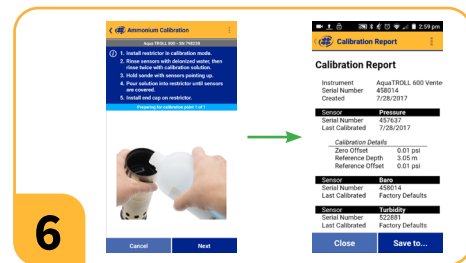 Ammonium Calibration
Aqua TROLL 600 - SN: 798220
1. Install restrictor in calibration mode.
2. Rinse sensors with deionized water, then
rinse twice with calibration solution.
3. Hold sonde with sensors pointing up.
4. Pour solution into restrictor until sensors
are covered.
5. Install end cap on restrictor.
Preparing for calibration point 1 of 1
Cancel
Next
2:59 pm
Calibration Report
Calibration Report
Instrument AquaTROLL 600 Vente
Serial Number 458014
Created 7/28/2017
Sensor Pressure
Serial Number 457637
Last Calibrated 7/28/2017
Calibration Details
Zero Offset 0.01 psi
Reference Depth 3.05 m
Reference Offset 0.01 psi
Sensor Baro
Serial Number 458014
Last Calibrated Factory Defaults
Sensor Turbidity
Serial Number 522881
Last Calibrated Factory Defaults
Close
Save to...
6